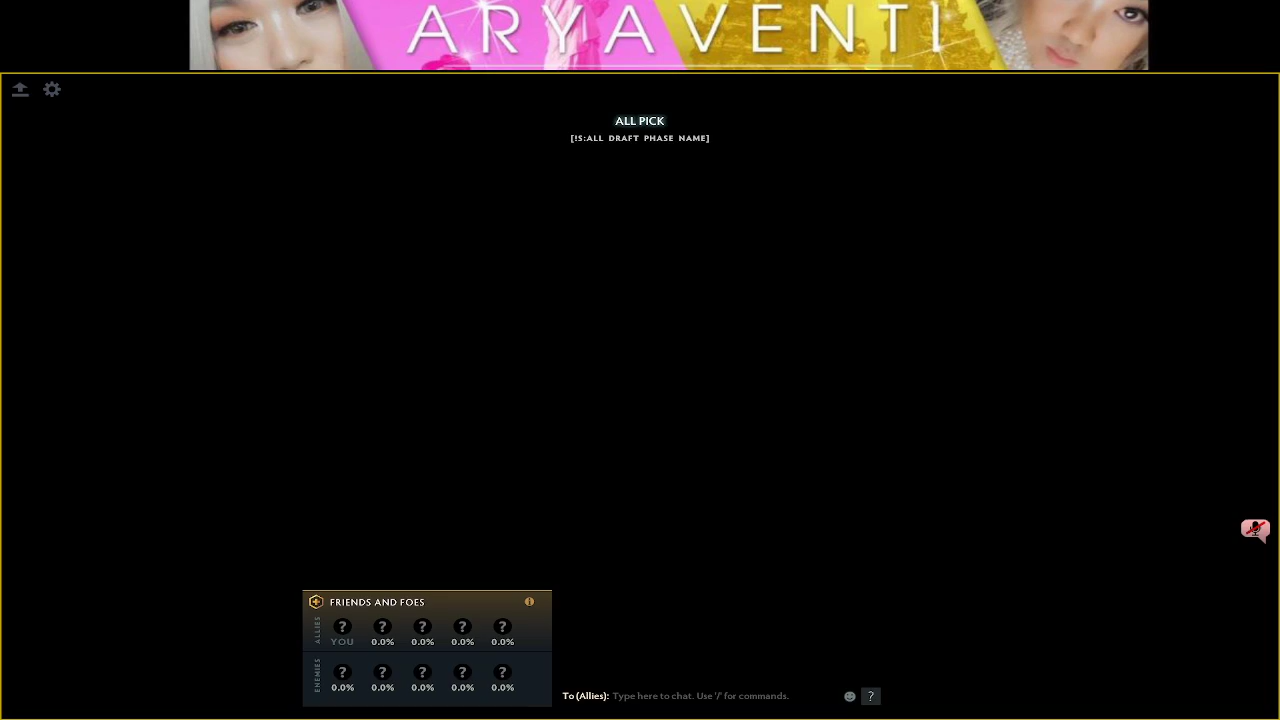 ARYAVENTI
ALL PICK
[!S:ALL DRAFT PHASE NAME]
FRIENDS AND FOES
ALLIES
? ? ? ? ?
YOU 0.0% 0.0% 0.0% 0.0%
ENEMIES
? ? ? ? ?
0.0% 0.0% 0.0% 0.0% 0.0%
To (Allies): Type here to chat. Use '/' for commands.
?